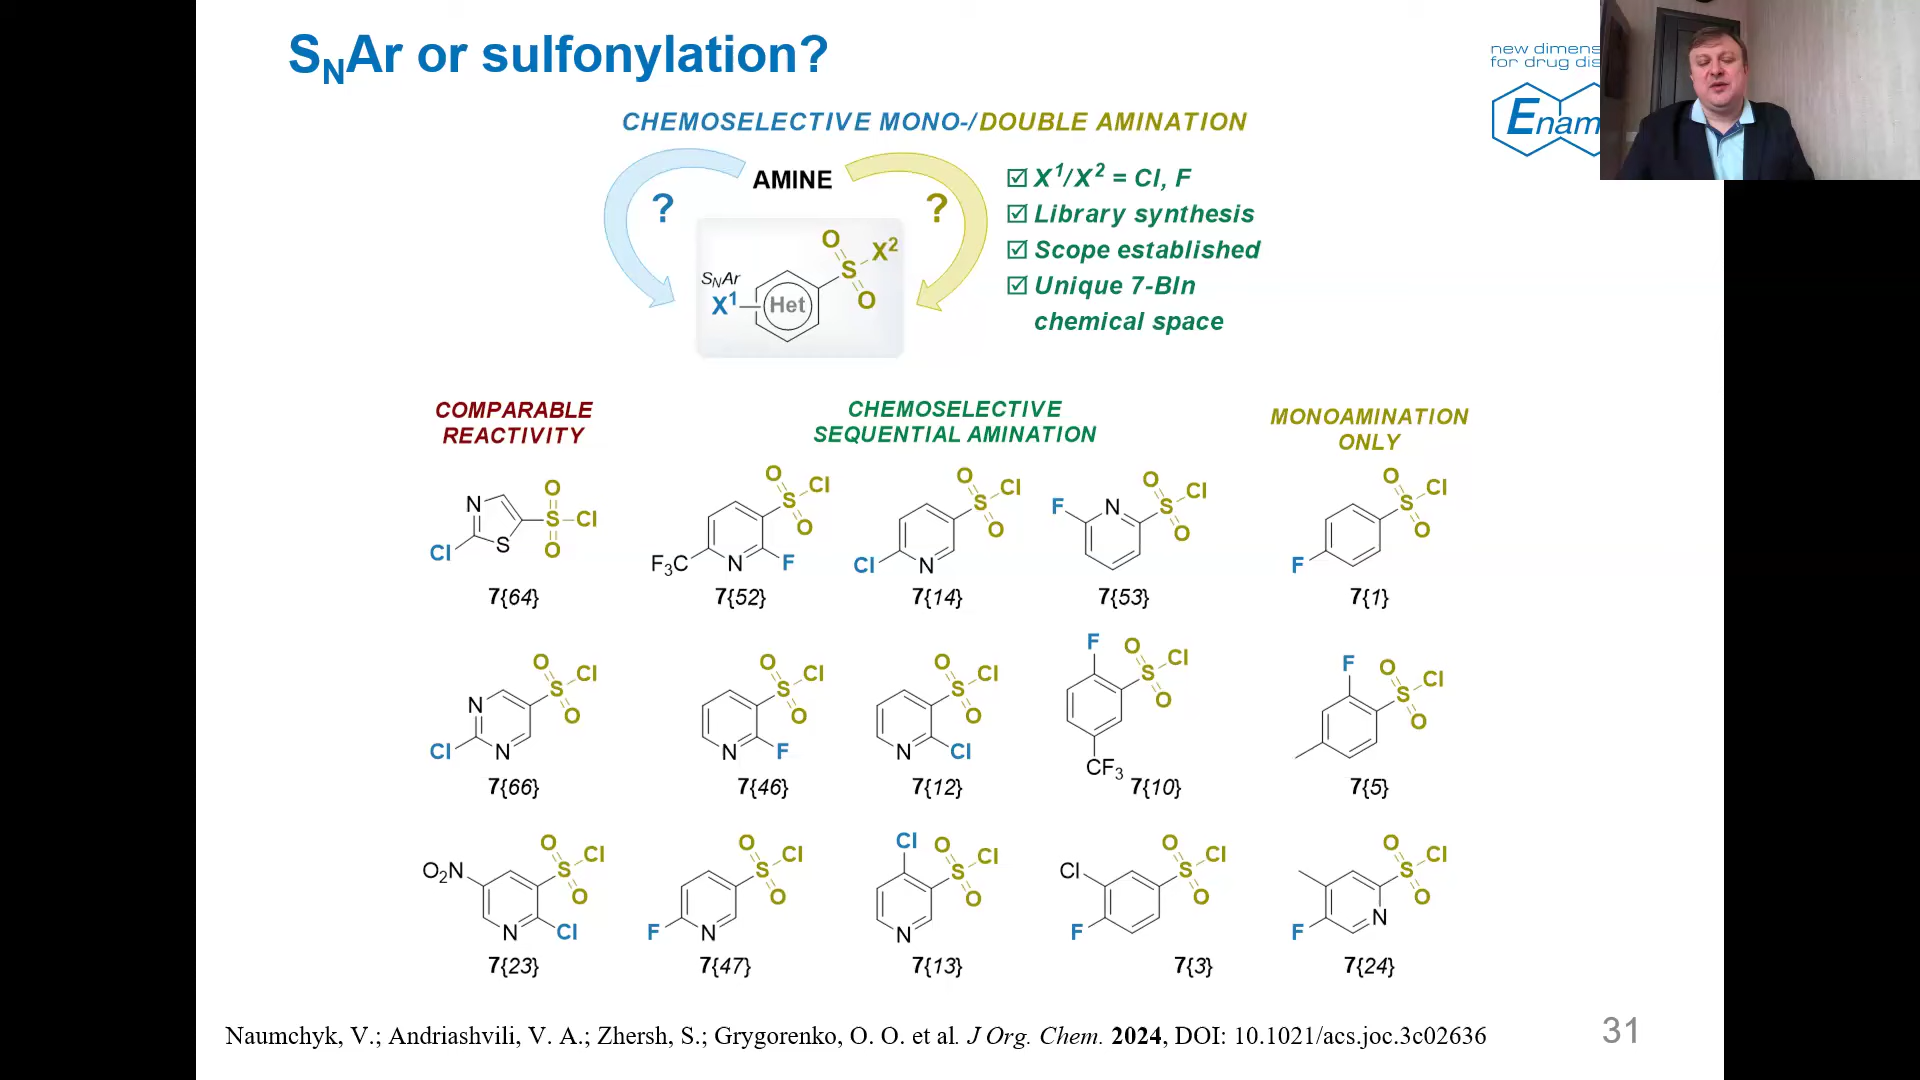 SNAr or sulfonylation?
new dimens
for drug dis
Enam
CHEMOSELECTIVE MONO-/DOUBLE AMINATION
AMINE
?
?
☑ X1/X2 = Cl, F
☑ Library synthesis
☑ Scope established
☑ Unique 7-Bln
chemical space
SNAr
X1
Het
O
S
X2
O
COMPARABLE
REACTIVITY
CHEMOSELECTIVE
SEQUENTIAL AMINATION
MONOAMINATION
ONLY
N
S
Cl
O
S
Cl
O
7{64}
F3C
N
F
O
S
Cl
O
7{52}
Cl
N
O
S
Cl
O
7{14}
F
N
O
S
Cl
O
7{53}
F
O
S
Cl
O
7{1}
N
N
Cl
O
S
Cl
O
7{66}
N
F
O
S
Cl
O
7{46}
N
Cl
O
S
Cl
O
7{12}
F
O
S
Cl
O
CF3
7{10}
F
O
S
Cl
O
7{5}
O2N
N
Cl
O
S
Cl
O
7{23}
F
N
O
S
Cl
O
7{47}
Cl
N
O
S
Cl
O
7{13}
Cl
F
O
S
Cl
O
7{3}
F
N
O
S
Cl
O
7{24}
Naumchyk, V.; Andriashvili, V. A.; Zhersh, S.; Grygorenko, O. O. et al. J Org. Chem. 2024, DOI: 10.1021/acs.joc.3c02636
31